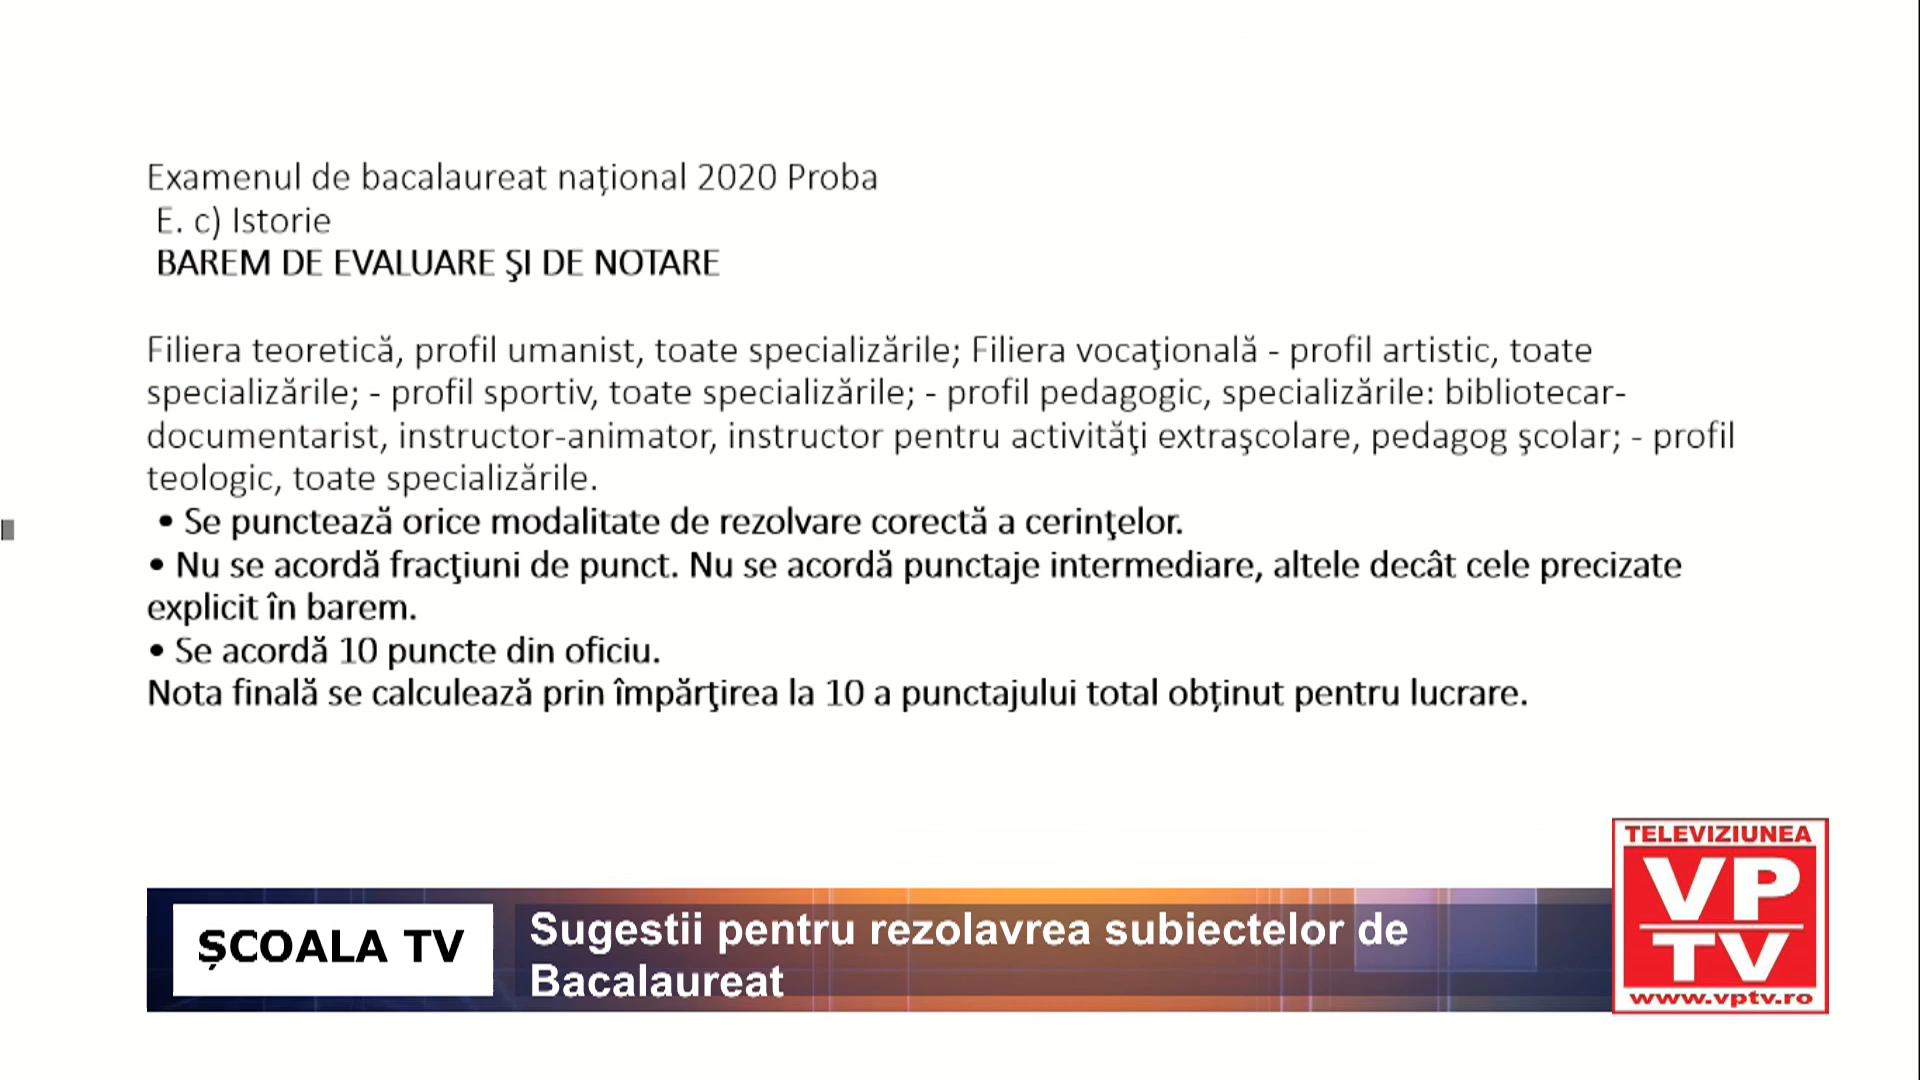 Examenul de bacalaureat național 2020 Proba
E. c) Istorie
BAREM DE EVALUARE ŞI DE NOTARE
Filiera teoretică, profil umanist, toate specializările; Filiera vocaţională - profil artistic, toate
specializările; - profil sportiv, toate specializările; - profil pedagogic, specializările: bibliotecar-
documentarist, instructor-animator, instructor pentru activităţi extraşcolare, pedagog şcolar; - profil
teologic, toate specializările.
• Se punctează orice modalitate de rezolvare corectă a cerinţelor.
• Nu se acordă fracţiuni de punct. Nu se acordă punctaje intermediare, altele decât cele precizate
explicit în barem.
• Se acordă 10 puncte din oficiu.
Nota finală se calculează prin împărţirea la 10 a punctajului total obținut pentru lucrare.
ȘCOALA TV
Sugestii pentru rezolavrea subiectelor de
Bacalaureat
TELEVIZIUNEA
VP
TV
www.vptv.ro